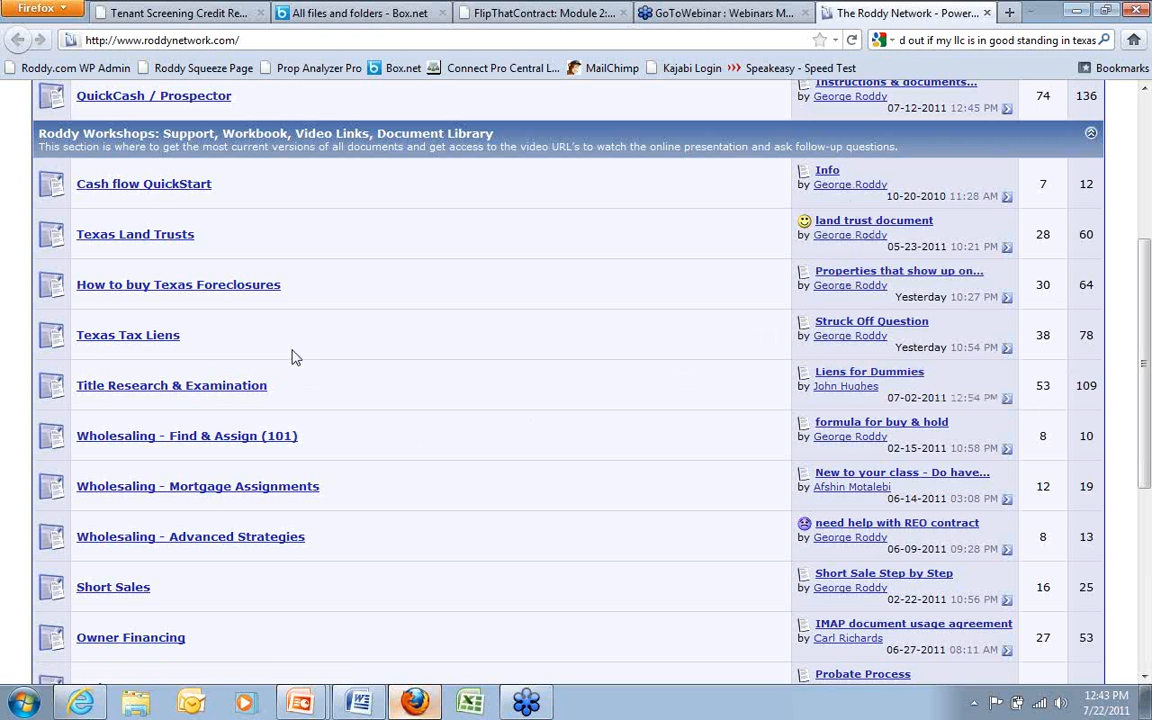 Firefox
Tenant Screening Credit Re...
All files and folders - Box.net
FlipThatContract: Module 2:...
GoToWebinar : Webinars M...
The Roddy Network - Power...
http://www.roddynetwork.com/
d out if my llc is in good standing in texas
Roddy.com WP Admin
Roddy Squeeze Page
Prop Analyzer Pro
Box.net
Connect Pro Central L...
MailChimp
Kajabi Login
Speakeasy - Speed Test
Bookmarks
QuickCash / Prospector
Instructions & documents...
by George Roddy
07-12-2011 12:45 PM
74
136
Roddy Workshops: Support, Workbook, Video Links, Document Library
This section is where to get the most current versions of all documents and get access to the video URL's to watch the online presentation and ask follow-up questions.
Cash flow QuickStart
Info
by George Roddy
10-20-2010 11:28 AM
7
12
Texas Land Trusts
land trust document
by George Roddy
05-23-2011 10:21 PM
28
60
How to buy Texas Foreclosures
Properties that show up on...
by George Roddy
Yesterday 10:27 PM
30
64
Texas Tax Liens
Struck Off Question
by George Roddy
Yesterday 10:54 PM
38
78
Title Research & Examination
Liens for Dummies
by John Hughes
07-02-2011 12:54 PM
53
109
Wholesaling - Find & Assign (101)
formula for buy & hold
by George Roddy
02-15-2011 10:58 PM
8
10
Wholesaling - Mortgage Assignments
New to your class - Do have...
by Afshin Motalebi
06-14-2011 03:08 PM
12
19
Wholesaling - Advanced Strategies
need help with REO contract
by George Roddy
06-09-2011 09:28 PM
8
13
Short Sales
Short Sale Step by Step
by George Roddy
02-22-2011 10:56 PM
16
25
Owner Financing
IMAP document usage agreement
by Carl Richards
06-27-2011 08:11 AM
27
53
Probate Process
12:43 PM
7/22/2011